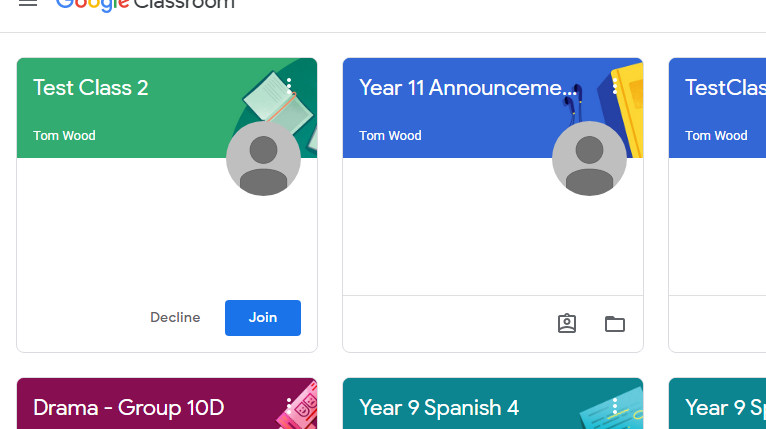 Google Classroom
Test Class 2
Tom Wood
Decline
Join
Year 11 Announceme...
Tom Wood
TestClas
Tom Wood
Drama - Group 10D
Year 9 Spanish 4
Year 9 Sp